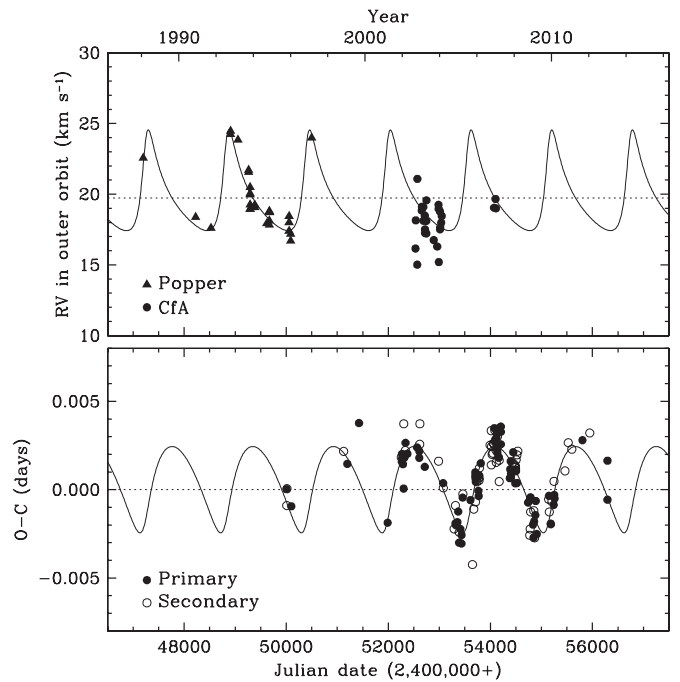 Year
1990 2000 2010
30
25
20
15
10
RV in outer orbit (km s⁻¹)
Popper
CfA
0.005
0.000
−0.005
O−C (days)
Primary
Secondary
48000 50000 52000 54000 56000
Julian date (2,400,000+)